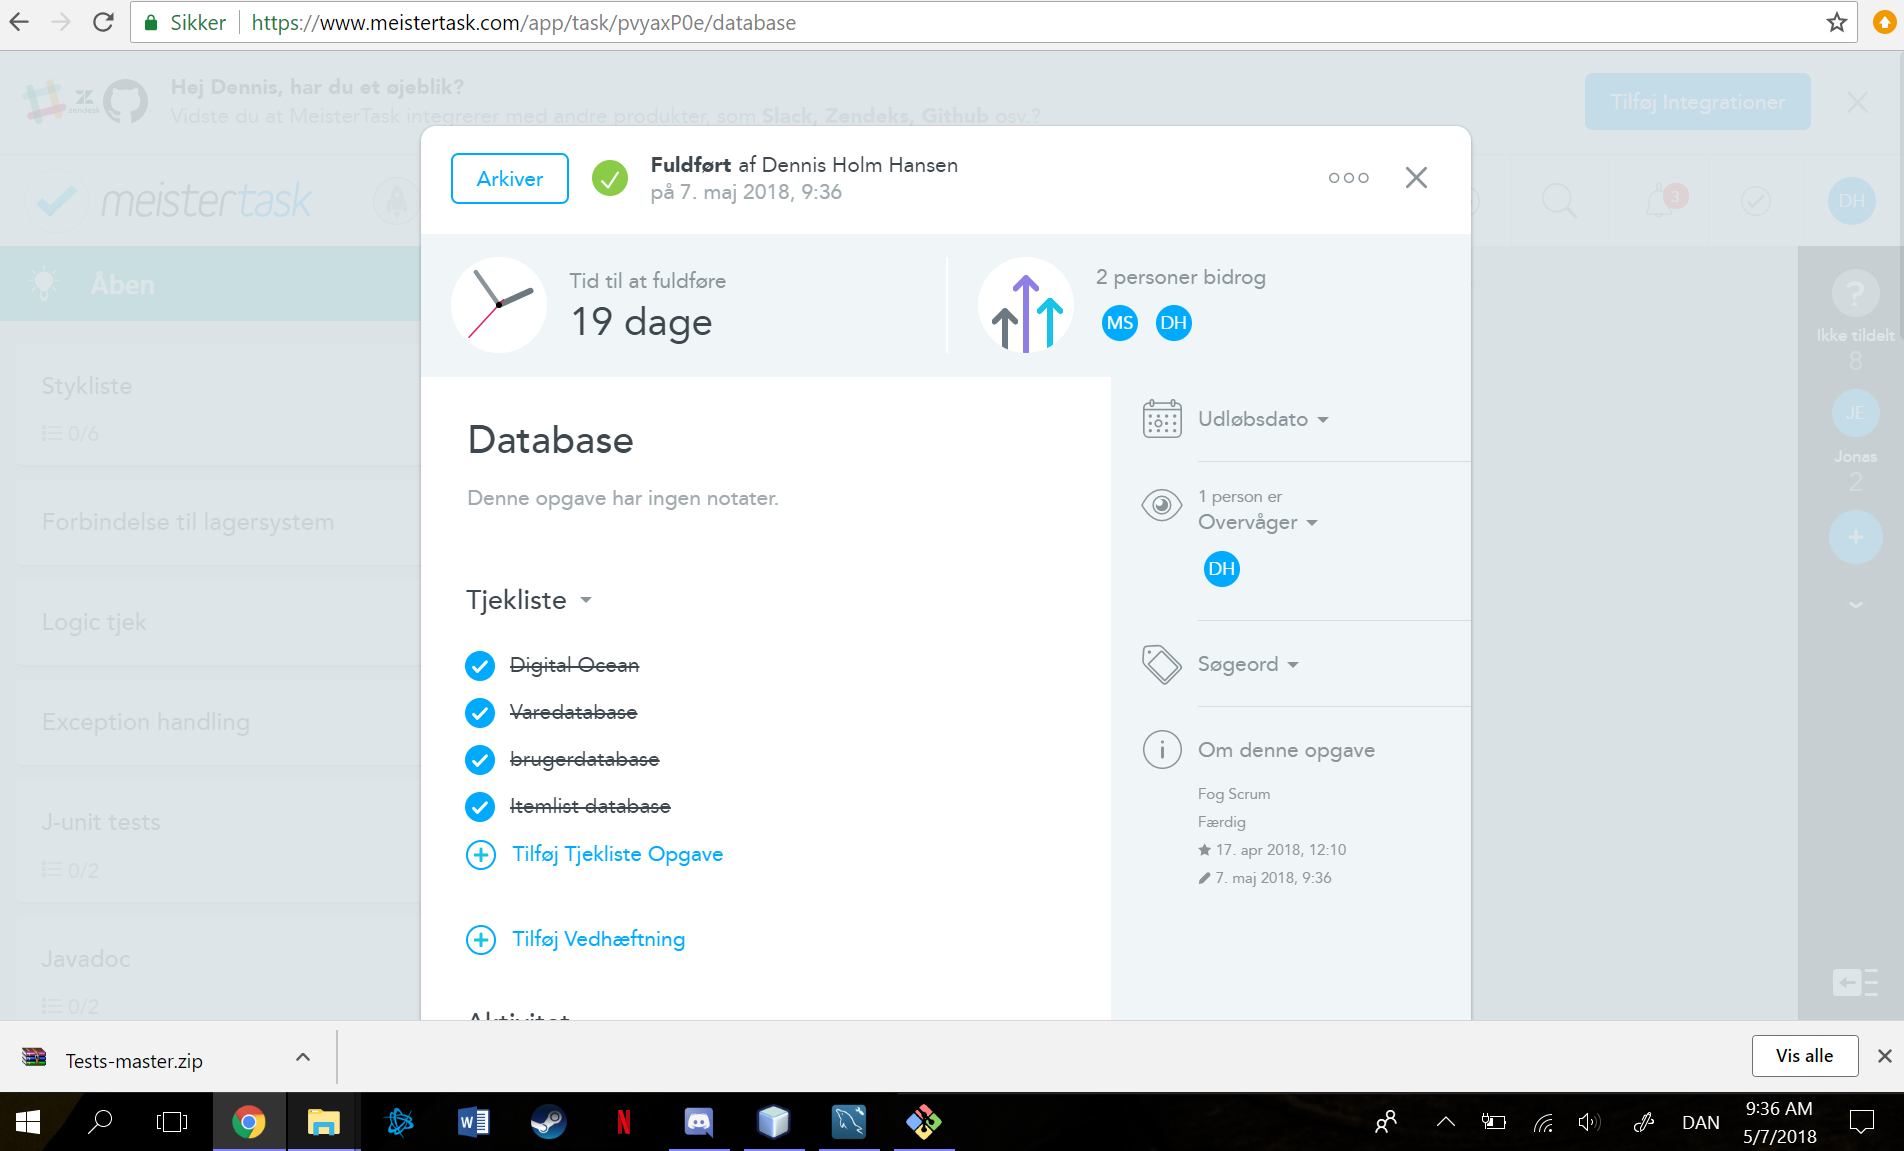 Sikker https://www.meistertask.com/app/task/pvyaxP0e/database
Hej Dennis, har du et øjeblik?
Vidste du at MeisterTask integrerer med andre produkter, som Slack, Zendeks, Github osv.?
zendesk
Tilføj Integrationer
meistertask
3
DH
Åben
Stykliste
0/6
Forbindelse til lagersystem
Logic tjek
Exception handling
J-unit tests
0/2
Javadoc
0/2
Arkiver
Fuldført af Dennis Holm Hansen
på 7. maj 2018, 9:36
Tid til at fuldføre
19 dage
2 personer bidrog
MS DH
Database
Denne opgave har ingen notater.
Tjekliste
Digital Ocean
Varedatabase
brugerdatabase
Itemlist database
Tilføj Tjekliste Opgave
Tilføj Vedhæftning
Aktivitet
Udløbsdato
1 person er
Overvåger
DH
Søgeord
Om denne opgave
Fog Scrum
Færdig
17. apr 2018, 12:10
7. maj 2018, 9:36
?
Ikke tildelt
8
JE
Jonas
2
Tests-master.zip
Vis alle
DAN
9:36 AM
5/7/2018